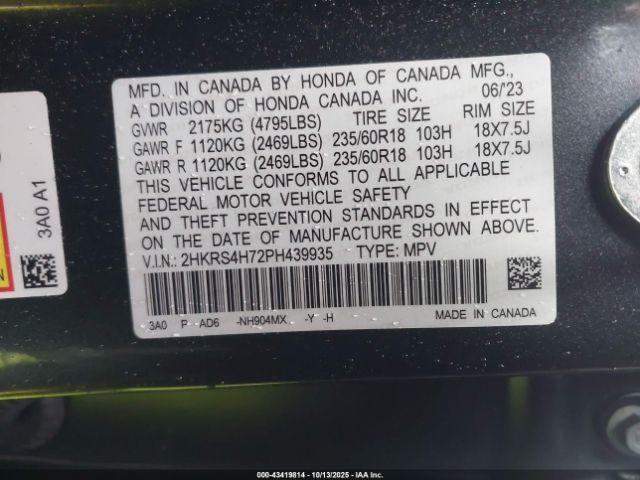 MFD. IN CANADA BY HONDA OF CANADA MFG.,
A DIVISION OF HONDA CANADA INC. 06/'23
GVWR 2175KG (4795LBS) TIRE SIZE RIM SIZE
GAWR F 1120KG (2469LBS) 235/60R18 103H 18X7.5J
GAWR R 1120KG (2469LBS) 235/60R18 103H 18X7.5J
THIS VEHICLE CONFORMS TO ALL APPLICABLE
FEDERAL MOTOR VEHICLE SAFETY
AND THEFT PREVENTION STANDARDS IN EFFECT
ON THE DATE OF MANUFACTURE SHOWN ABOVE.
V.I.N.: 2HKRS4H72PH439935 TYPE: MPV
3A0 P AD6 -NH904MX -Y -H MADE IN CANADA
3A0 A1
000-43419814 | 10/13/2025 | IAA Inc.